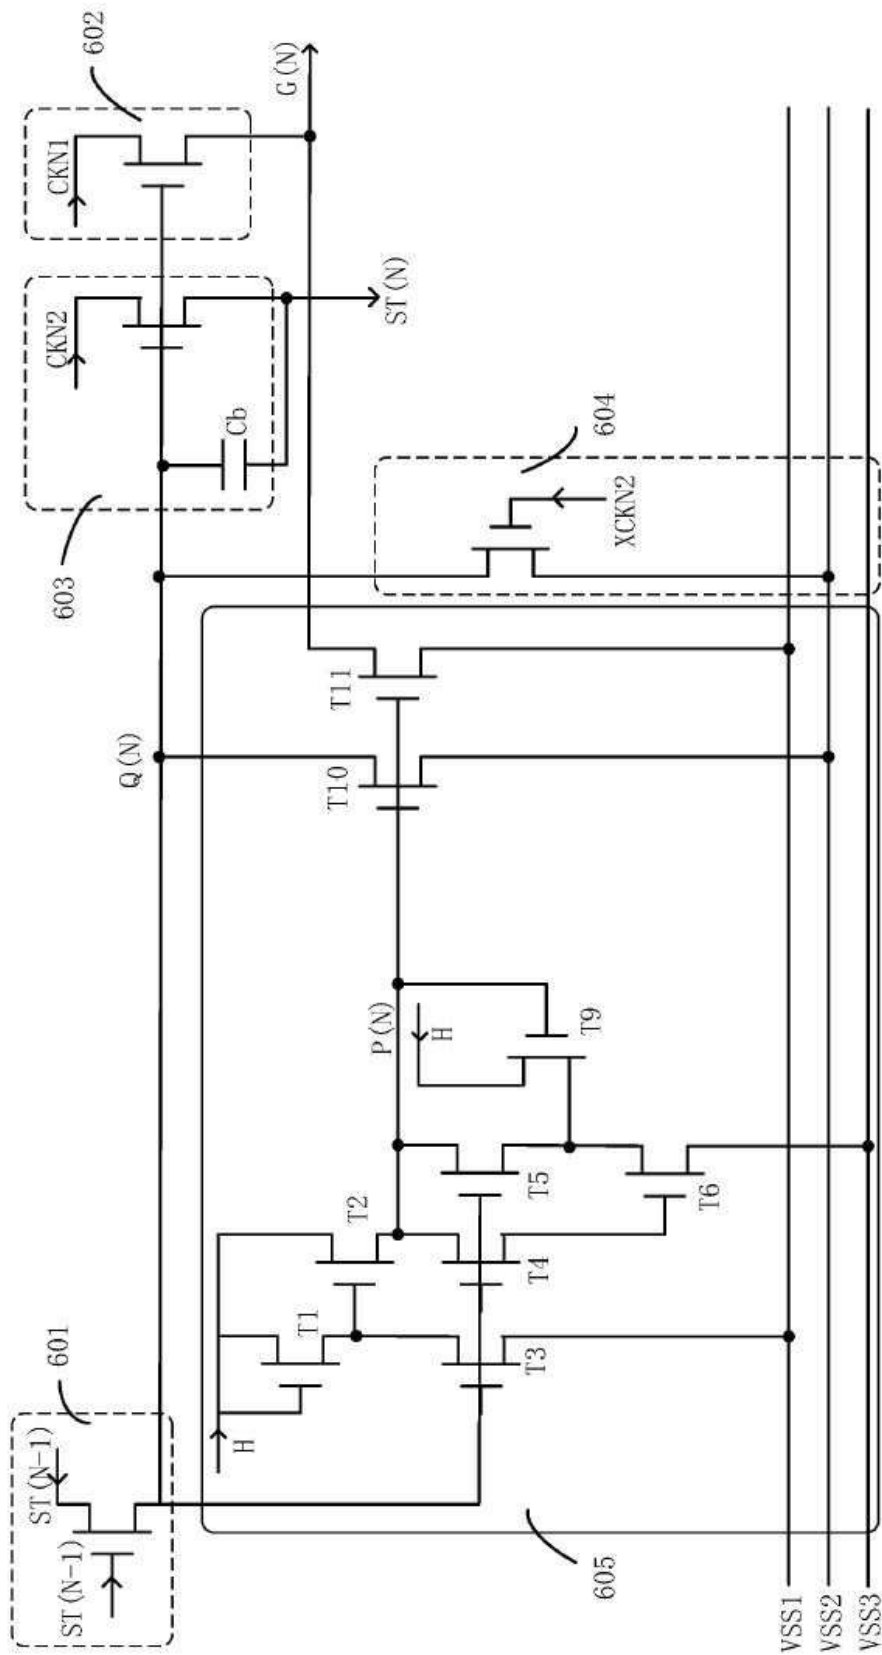 602
G(N)
CKN1
CKN2
ST(N)
Cb
603
604
XCKN2
Q(N)
T11
T10
P(N)
H
T9
T2
T5
T6
T1
T4
T3
601
ST(N-1)
ST(N-1)
H
605
VSS1
VSS2
VSS3